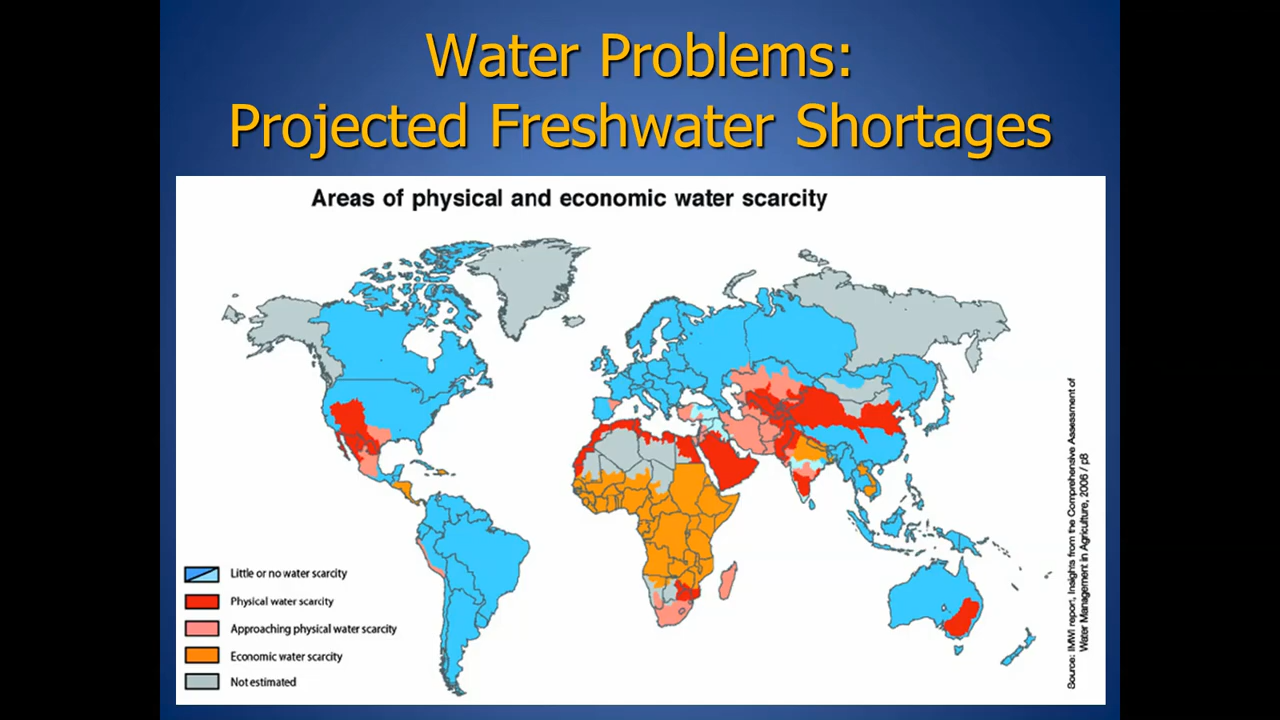 Water Problems:
Projected Freshwater Shortages
Areas of physical and economic water scarcity
Little or no water scarcity
Physical water scarcity
Approaching physical water scarcity
Economic water scarcity
Not estimated
Source: IMWI report, Insights from the Comprehensive Assessment of
Water Management in Agriculture, 2006 / p8